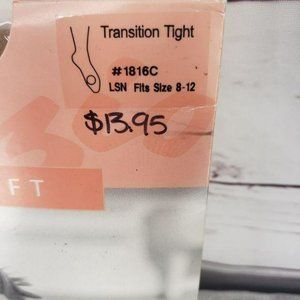 Transition Tight
#1816C
LSN Fits Size 8-12
$13.95
FT